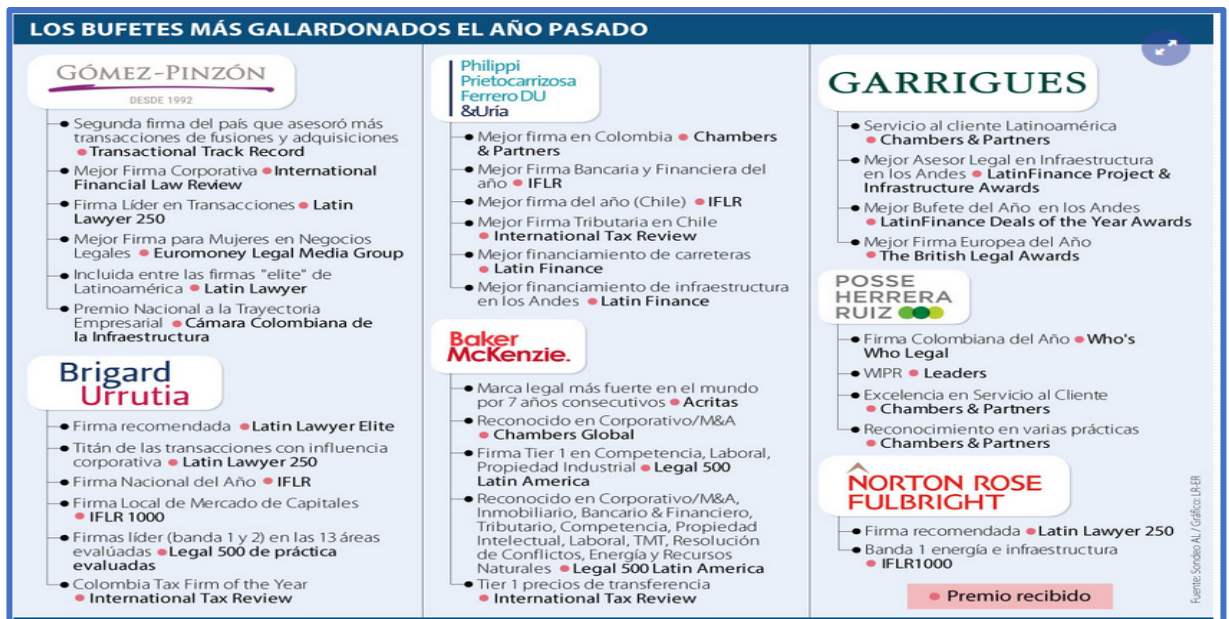 LOS BUFETES MÁS GALARDONADOS EL AÑO PASADO
GÓMEZ-PINZÓN
DESDE 1992
Segunda firma del país que asesoró más
transacciones de fusiones y adquisiciones
Transactional Track Record
Mejor Firma Corporativa International
Financial Law Review
Firma Líder en Transacciones Latin
Lawyer 250
Mejor Firma para Mujeres en Negocios
Legales Euromoney Legal Media Group
Incluida entre las firmas "elite" de
Latinoamérica Latin Lawyer
Premio Nacional a la Trayectoria
Empresarial Cámara Colombiana de
la Infraestructura
Brigard
Urrutia
Firma recomendada Latin Lawyer Elite
Titán de las transacciones con influencia
corporativa Latin Lawyer 250
Firma Nacional del Año IFLR
Firma Local de Mercado de Capitales
IFLR 1000
Firmas líder (banda 1 y 2) en las 13 áreas
evalúadas Legal 500 de práctica
evaluadas
Colombia Tax Firm of the Year
International Tax Review
Philippi
Prietocarrizosa
Ferrero DU
&Uría
Mejor firma en Colombia Chambers
& Partners
Mejor Firma Bancaria y Financiera del
año IFLR
Mejor firma del año (Chile) IFLR
Mejor Firma Tributaria en Chile
International Tax Review
Mejor financiamiento de carreteras
Latin Finance
Mejor financiamiento de infraestructura
en los Andes Latin Finance
Baker
McKenzie.
Marca legal más fuerte en el mundo
por 7 años consecutivos Acritas
Reconocido en Corporativo/M&A
Chambers Global
Firma Tier 1 en Competencia, Laboral,
Propiedad Industrial Legal 500
Latin America
Reconocido en Corporativo/M&A,
Inmobiliario, Bancario & Financiero,
Tributario, Competencia, Propiedad
Intelectual, Laboral, TMT, Resolución
de Conflictos, Energía y Recursos
Naturales Legal 500 Latin America
Tier 1 precios de transferencia
International Tax Review
GARRIGUES
Servicio al cliente Latinoamérica
Chambers & Partners
Mejor Asesor Legal en Infraestructura
en los Andes LatinFinance Project &
Infrastructure Awards
Mejor Bufete del Año en los Andes
LatinFinance Deals of the Year Awards
Mejor Firma Europea del Año
The British Legal Awards
POSSE
HERRERA
RUIZ
Firma Colombiana del Año Who's
Who Legal
WIPR Leaders
Excelencia en Servicio al Cliente
Chambers & Partners
Reconocimiento en varias prácticas
Chambers & Partners
NORTON ROSE
FULBRIGHT
Firma recomendada Latin Lawyer 250
Banda 1 energía e infraestructura
IFLR1000
Premio recibido
Fuente: Sondeo AL / Gráfico: LR-ER